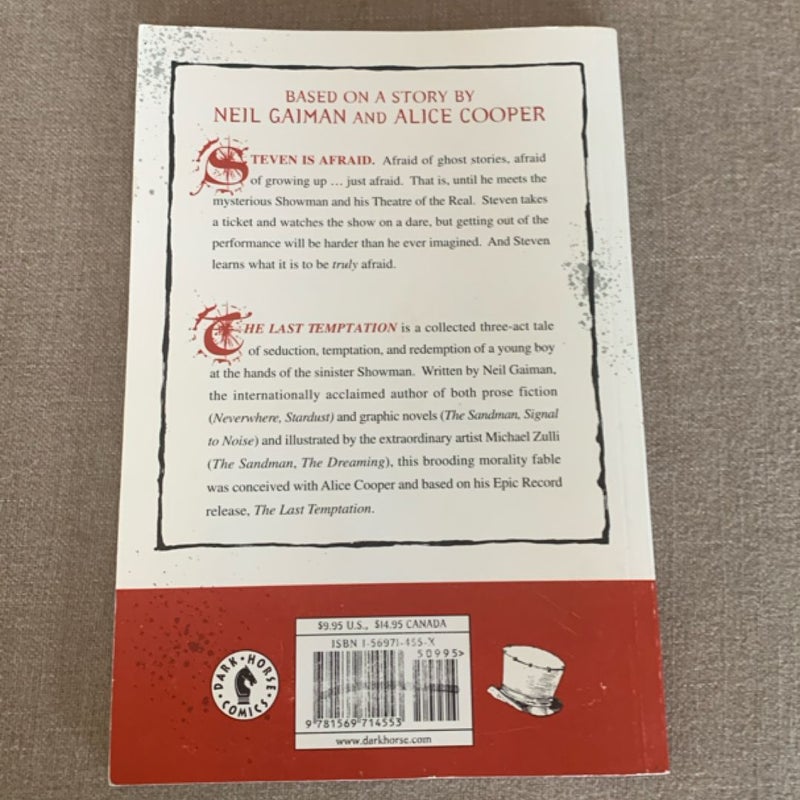 BASED ON A STORY BY
NEIL GAIMAN AND ALICE COOPER
STEVEN IS AFRAID. Afraid of ghost stories, afraid
of growing up ... just afraid. That is, until he meets the
mysterious Showman and his Theatre of the Real. Steven takes
a ticket and watches the show on a dare, but getting out of the
performance will be harder than he ever imagined. And Steven
learns what it is to be truly afraid.
THE LAST TEMPTATION is a collected three-act tale
of seduction, temptation, and redemption of a young boy
at the hands of the sinister Showman. Written by Neil Gaiman,
the internationally acclaimed author of both prose fiction
(Neverwhere, Stardust) and graphic novels (The Sandman, Signal
to Noise) and illustrated by the extraordinary artist Michael Zulli
(The Sandman, The Dreaming), this brooding morality fable
was conceived with Alice Cooper and based on his Epic Record
release, The Last Temptation.
$9.95 U.S., $14.95 CANADA
ISBN 1-56971-455-X
50995>
9 781569 714553
www.darkhorse.com
DARK HORSE COMICS